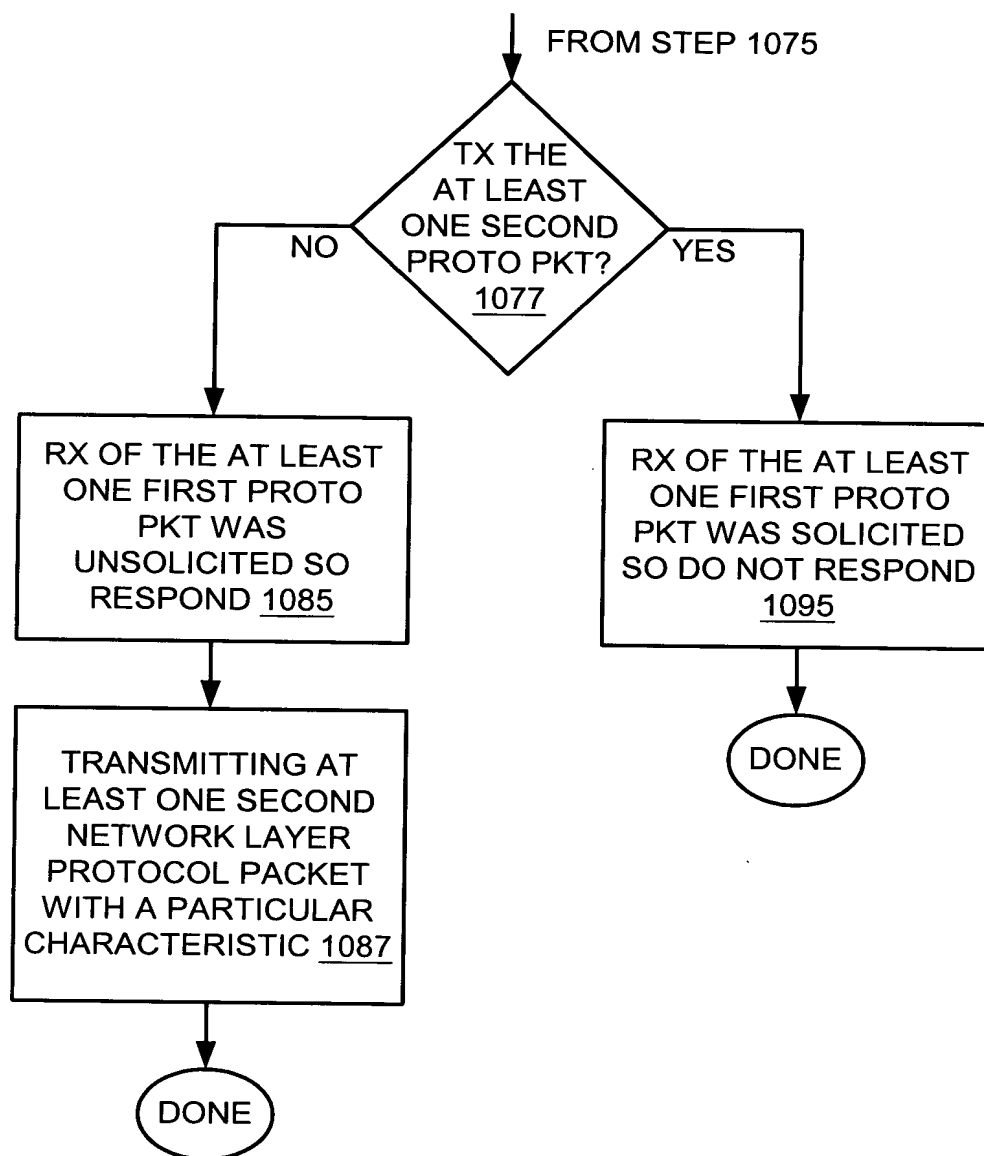 FROM STEP 1075
TX THE
AT LEAST
ONE SECOND
PROTO PKT?
1077
NO
YES
RX OF THE AT LEAST
ONE FIRST PROTO
PKT WAS
UNSOLICITED SO
RESPOND 1085
RX OF THE AT LEAST
ONE FIRST PROTO
PKT WAS SOLICITED
SO DO NOT RESPOND
1095
TRANSMITTING AT
LEAST ONE SECOND
NETWORK LAYER
PROTOCOL PACKET
WITH A PARTICULAR
CHARACTERISTIC 1087
DONE
DONE